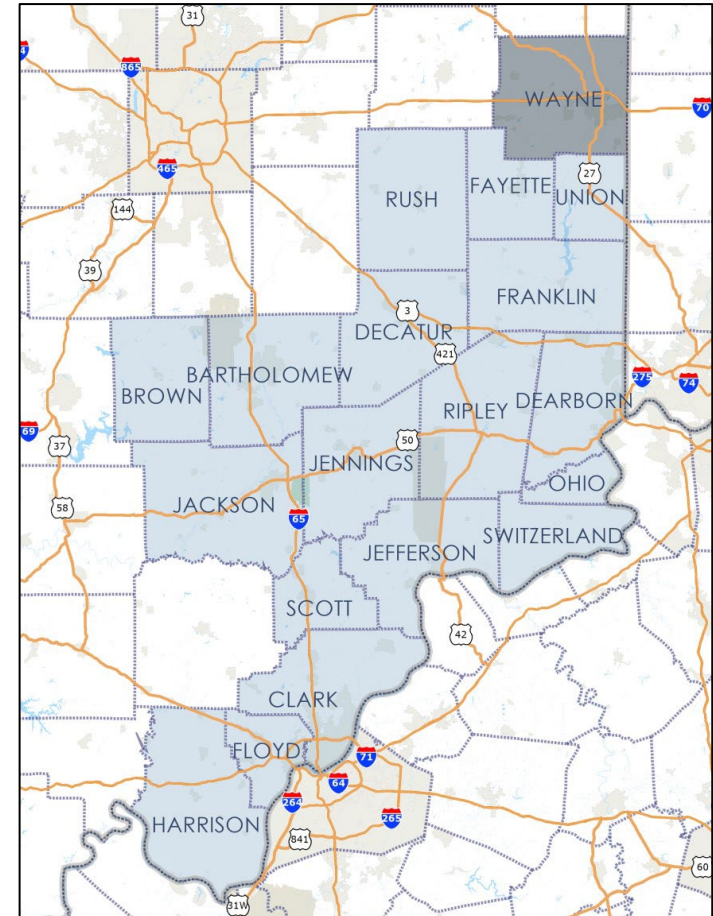 31
865
WAYNE
70
465
FAYETTE
27
RUSH
UNION
144
39
FRANKLIN
3
DECATUR
421
BARTHOLOMEW
275
74
BROWN
DEARBORN
RIPLEY
69
37
50
JENNINGS
OHIO
JACKSON
58
65
SWITZERLAND
JEFFERSON
SCOTT
42
CLARK
FLOYD
71
64
264
265
HARRISON
841
60
31W